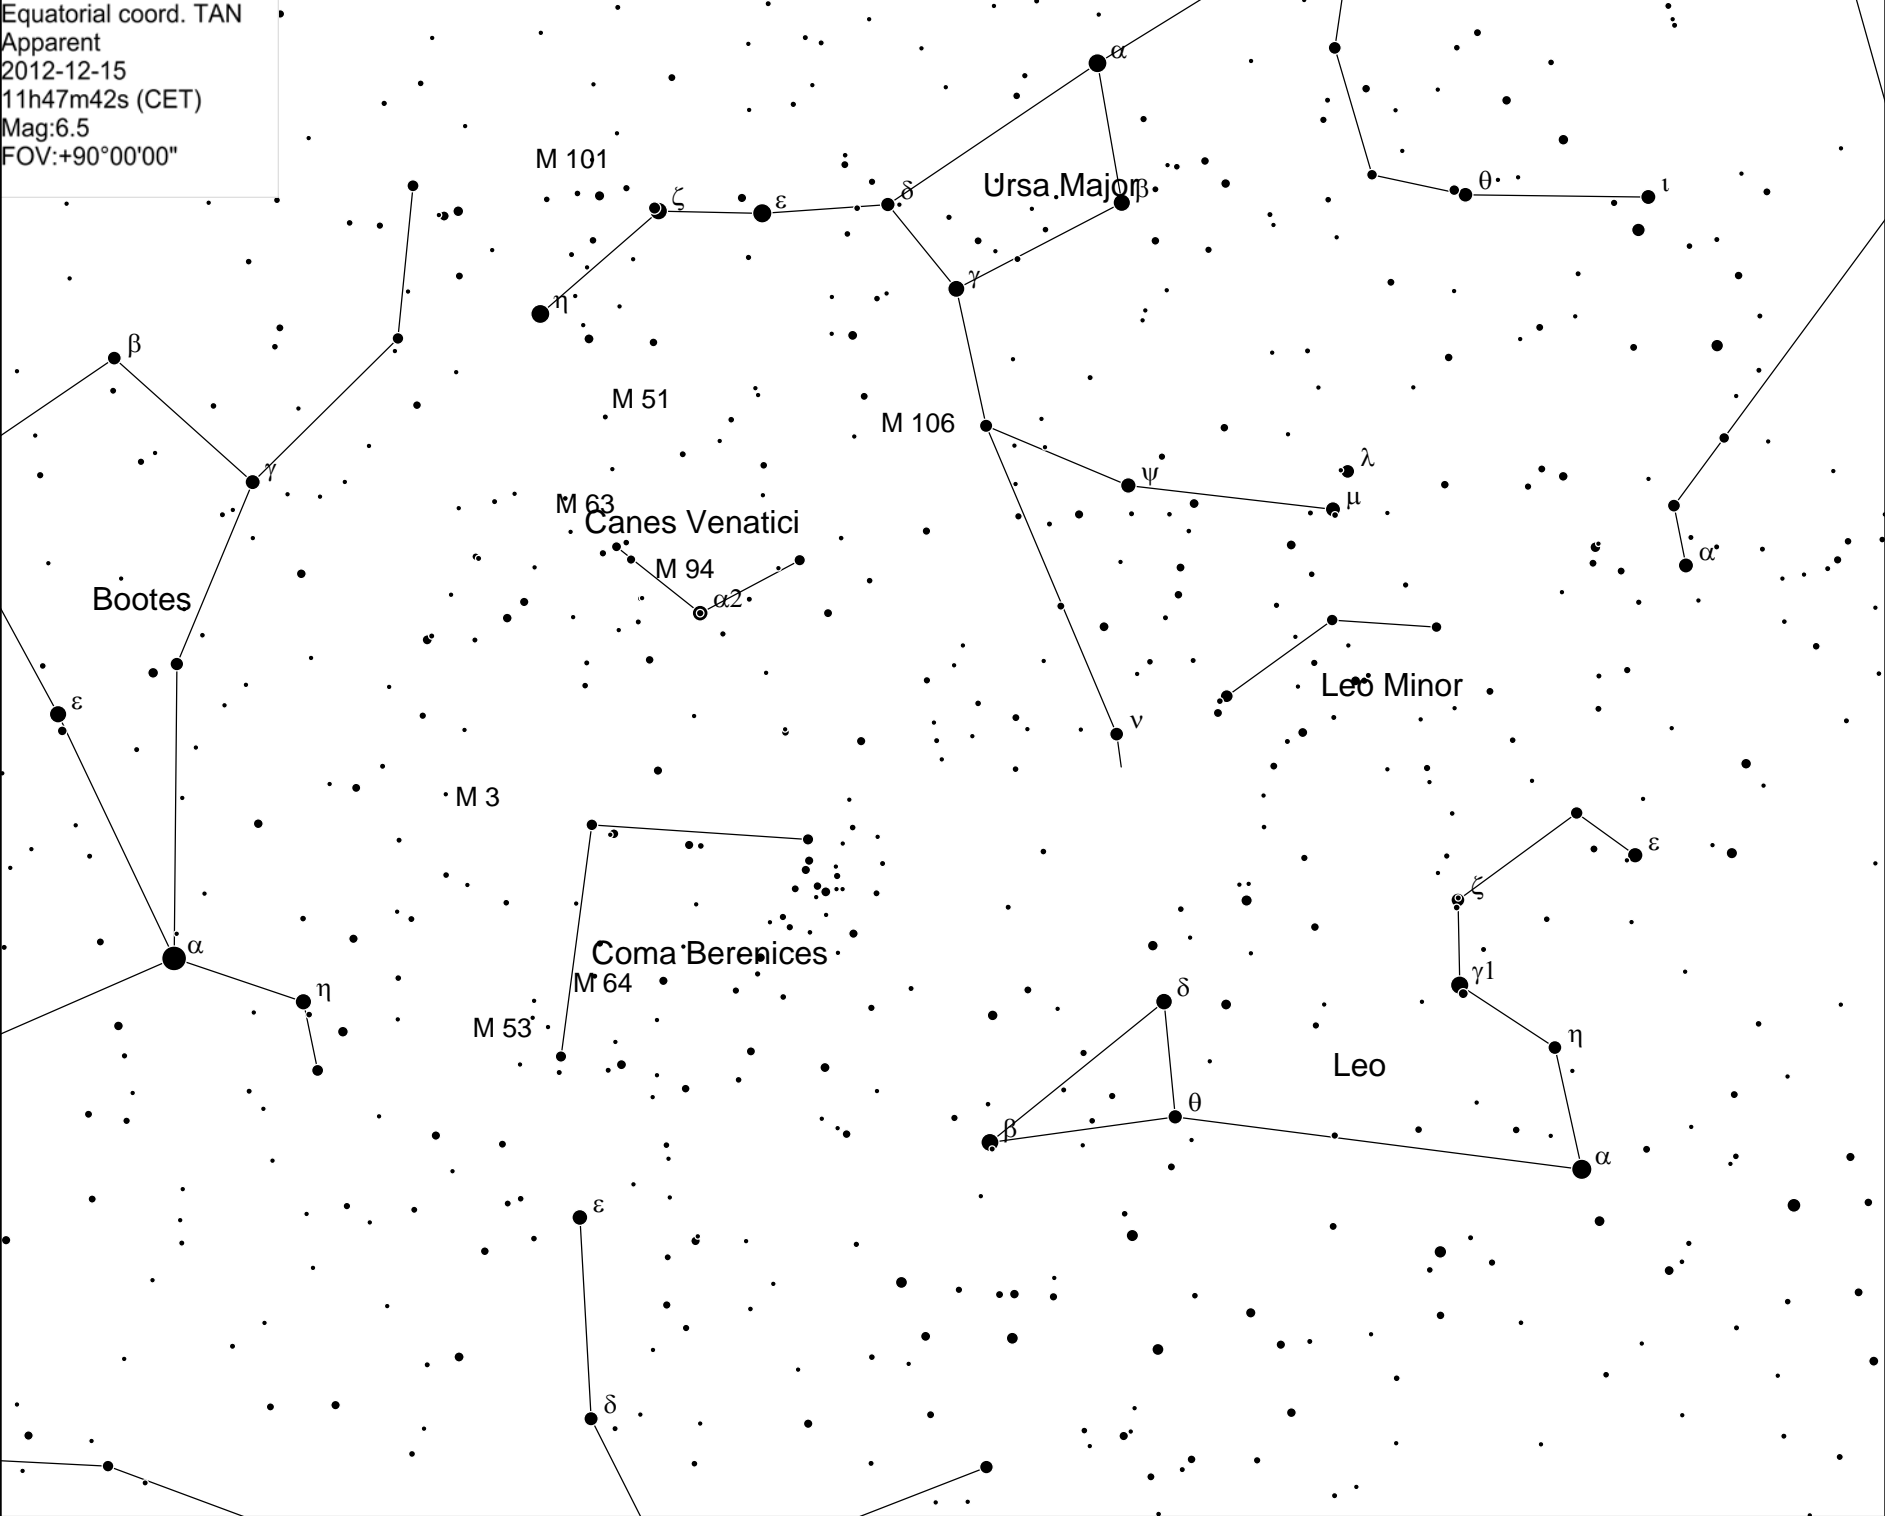 Equatorial coord. TAN
Apparent
2012-12-15
11h47m42s (CET)
Mag:6.5
FOV:+90°00'00"
α
M 101
Ursa Major
β
θ
ι
ζ
ε
δ
γ
η
β
M 51
M 106
λ
γ
ψ
μ
M 63
Canes Venatici
α
M 94
α2
Bootes
Leo Minor
ε
ν
M 3
ε
ζ
α
Coma Berenices
γ1
M 64
δ
η
M 53
η
Leo
θ
β
α
ε
δ